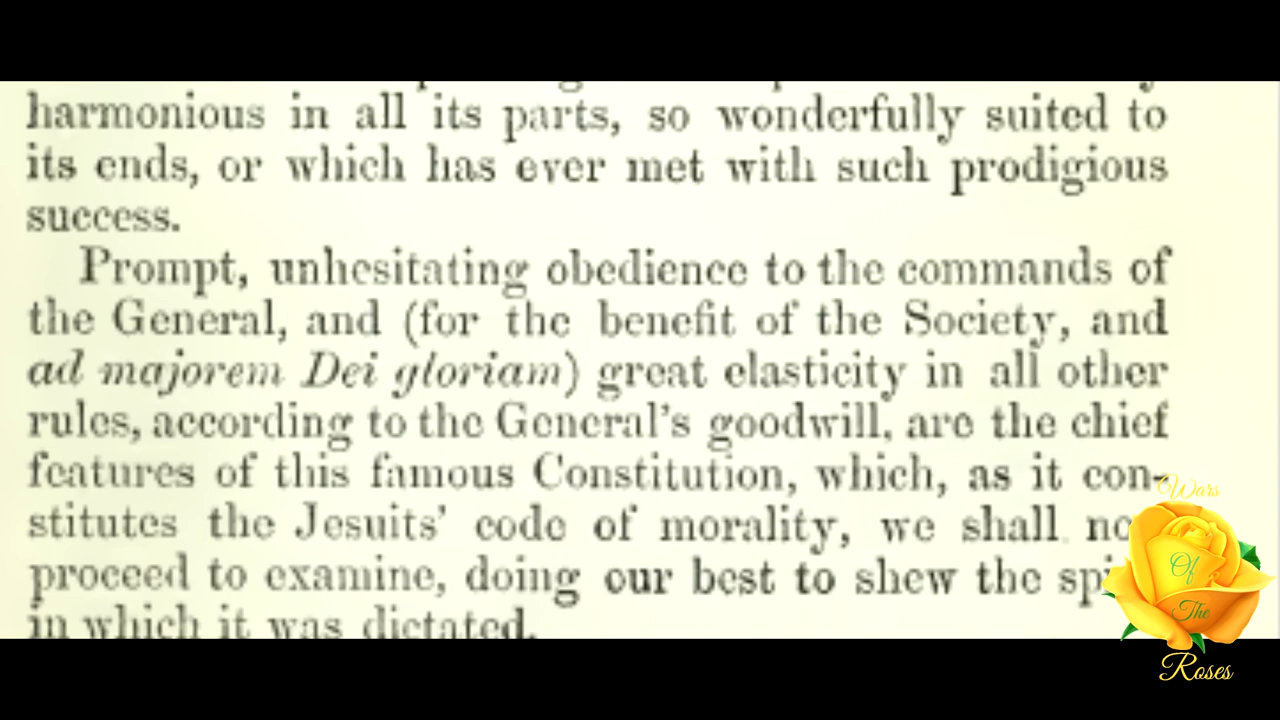 harmonious in all its parts, so wonderfully suited to
its ends, or which has ever met with such prodigious
success.
Prompt, unhesitating obedience to the commands of
the General, and (for the benefit of the Society, and
ad majorem Dei gloriam) great elasticity in all other
rules, according to the General's goodwill, are the chief
features of this famous Constitution, which, as it con-
stitutes the Jesuits' code of morality, we shall
proceed to examine, doing our best to shew the
in which it was dictated.
Wars
Of
The
Roses